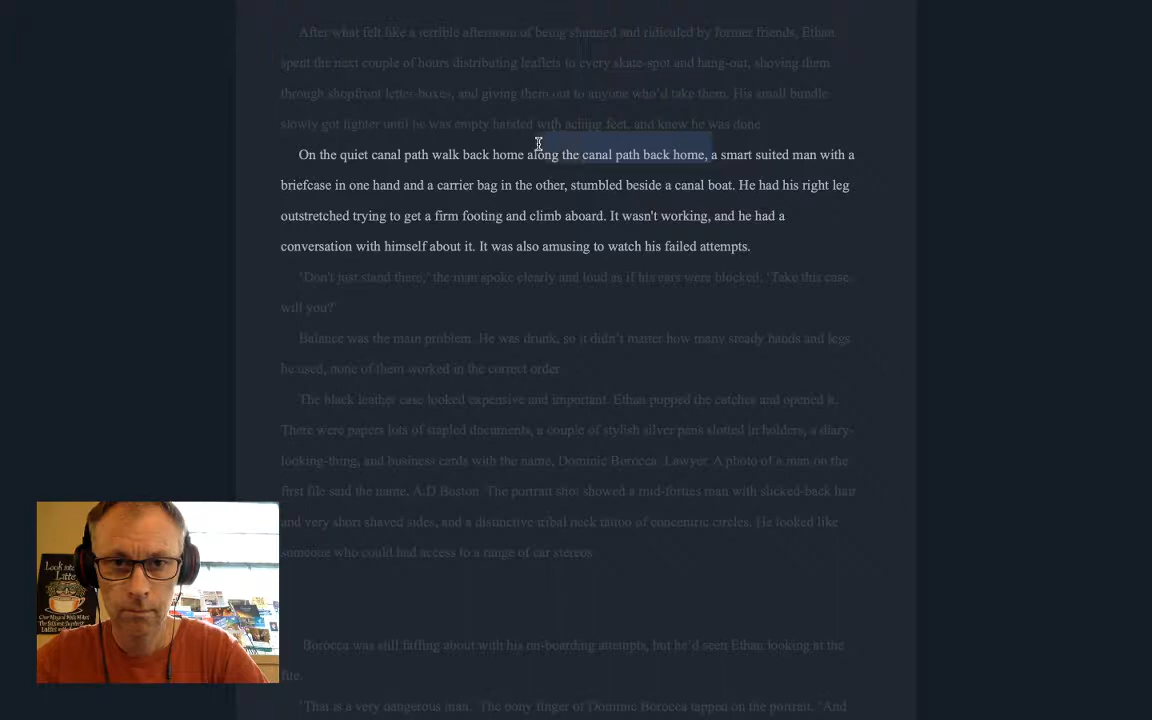 After what felt like a terrible afternoon of being shunned and ridiculed by former friends, Ethan
spent the next couple of hours distributing leaflets to every skate-spot and hang-out, shoving them
through shopfront letter-boxes, and giving them out to anyone who'd take them. His small bundle
slowly got lighter until he was empty handed with aching feet, and knew he was done.
On the quiet canal path walk back home along the canal path back home, a smart suited man with a
briefcase in one hand and a carrier bag in the other, stumbled beside a canal boat. He had his right leg
outstretched trying to get a firm footing and climb aboard. It wasn't working, and he had a
conversation with himself about it. It was also amusing to watch his failed attempts.
'Don't just stand there,' the man spoke clearly and loud as if his ears were blocked. 'Take this case,
will you?'
Balance was the main problem. He was drunk, so it didn't matter how many steady hands and legs
he used, none of them worked in the correct order.
The black leather case looked expensive and important. Ethan popped the catches and opened it.
There were papers lots of stapled documents, a couple of stylish silver pens slotted in holders, a diary-
looking-thing, and business cards with the name, Dominic Borocca. Lawyer. A photo of a man on the
first file said the name, A.D Buston. The portrait shot showed a mid-forties man with slicked-back hair
and very short shaved sides, and a distinctive tribal neck tattoo of concentric circles. He looked like
someone who could had access to a range of car stereos
Look into
Latte
Borocca was still faffing about with his on-boarding attempts, but he'd seen Ethan looking at the
file.
'That is a very dangerous man.' The bony finger of Dominic Borocca tapped on the portrait. 'And